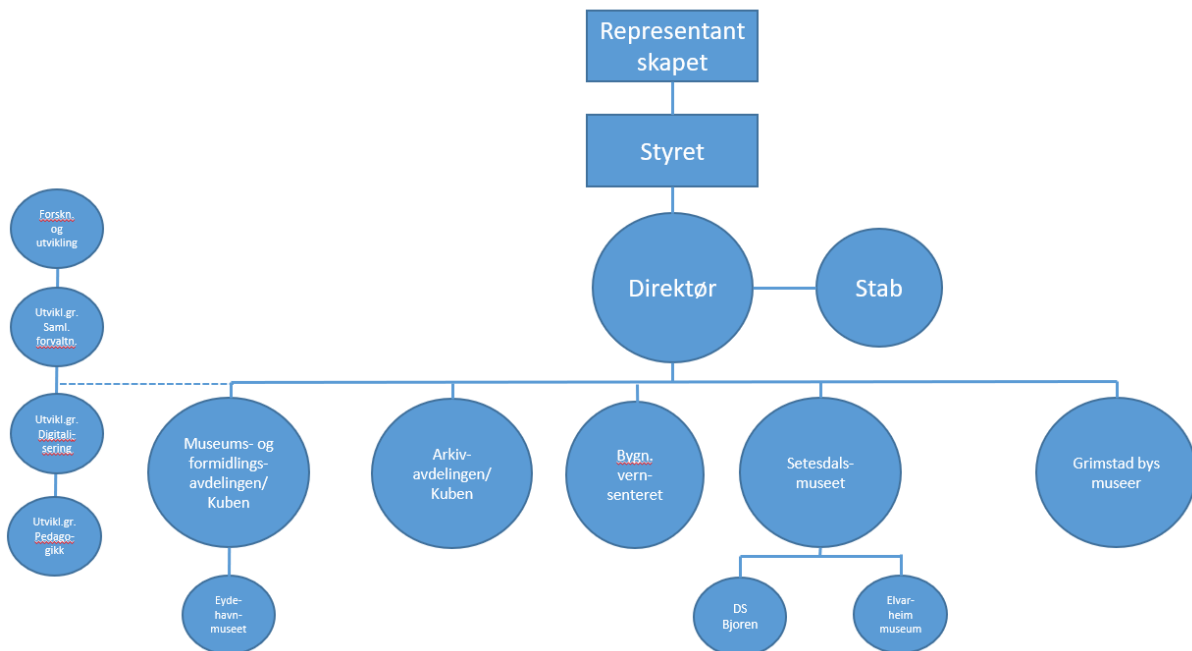 Representant
skapet
Styret
Direktør
Stab
Forskn.
og
utvikling
Utvikl.gr.
Saml.
forvaltn.
Utvikl.gr.
Digitali-
sering
Utvikl.gr.
Pedago-
gikk
Museums- og
formidlings-
avdelingen/
Kuben
Arkiv-
avdelingen/
Kuben
Bygn.
vern-
senteret
Setesdals-
museet
Grimstad bys
museer
Eyde-
havn-
museet
DS
Bjoren
Elvar-
heim
museum